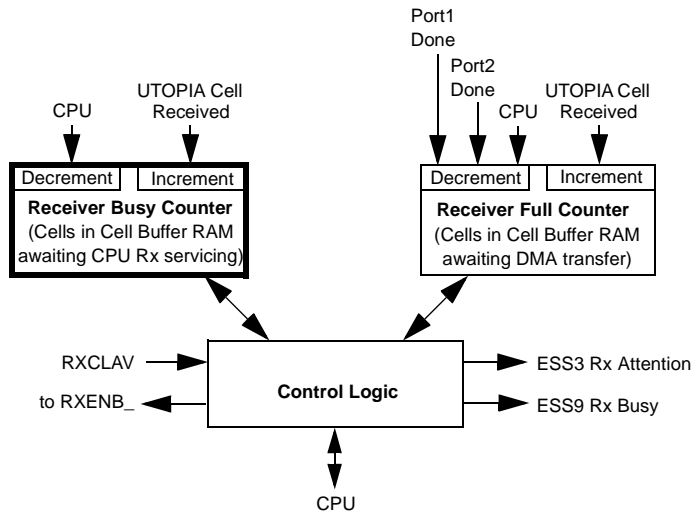 Port1
Done
Port2
Done
CPU
UTOPIA Cell
Received
CPU
UTOPIA Cell
Received
Decrement
Increment
Receiver Busy Counter
(Cells in Cell Buffer RAM
awaiting CPU Rx servicing)
Decrement
Increment
Receiver Full Counter
(Cells in Cell Buffer RAM
awaiting DMA transfer)
RXCLAV
to RXENB_
Control Logic
ESS3 Rx Attention
ESS9 Rx Busy
CPU